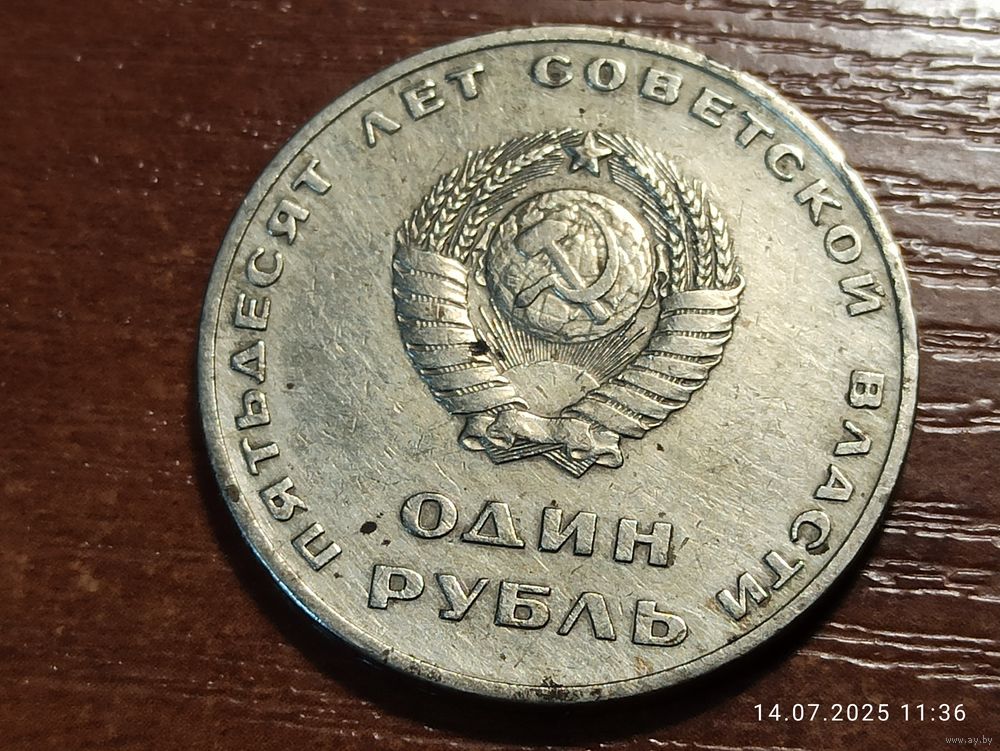 ПЯТЬДЕСЯТ ЛЕТ СОВЕТСКОЙ ВЛАСТИ
ОДИН
РУБЛЬ
14.07.2025 11:36
www.ay.by